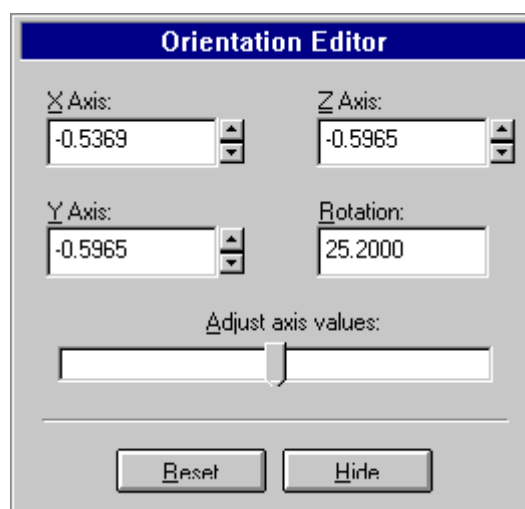 Orientation Editor
X Axis:
Z Axis:
-0.5369
-0.5965
Y Axis:
Rotation:
-0.5965
25.2000
Adjust axis values:
Reset
Hide